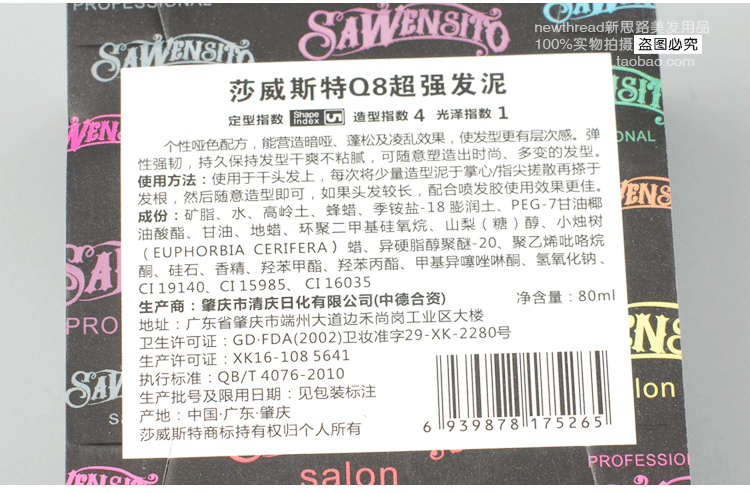 PROFESSIONAL
SAWENSITO
SAWENSITO
newthread新思路美发用品
100%实物拍摄 盗图必究
taobao.com
莎威斯特Q8超强发泥
定型指数 Shape Index 5 造型指数 4 光泽指数 1
个性哑色配方，能营造暗哑、蓬松及凌乱效果，使发型更有层次感。弹
性强韧，持久保持发型干爽不粘腻，可随意塑造出时尚、多变的发型。
使用方法：使用于干头发上，每次将少量造型泥于掌心/指尖搓散再搽于
发根，然后随意造型即可，如果头发较长，配合喷发胶使用效果更佳。
成份：矿脂、水、高岭土、蜂蜡、季铵盐-18膨润土、PEG-7甘油椰
油酸酯、甘油、地蜡、环聚二甲基硅氧烷、山梨（糖）醇、小烛树
（EUPHORBIA CERIFERA）蜡、异硬脂醇聚醚-20、聚乙烯吡咯烷
酮、硅石、香精、羟苯甲酯、羟苯丙酯、甲基异噻唑啉酮、氢氧化钠、
CI 19140、CI 15985、 CI 16035
生产商：肇庆市清庆日化有限公司(中德合资) 净含量：80ml
地址：广东省肇庆市端州大道边禾尚岗工业区大楼
卫生许可证：GD·FDA(2002)卫妆准字29-XK-2280号
生产许可证：XK16-108 5641
执行标准：QB/T 4076-2010
生产批号及限用日期：见包装标注
产地：中国·广东·肇庆
莎威斯特商标持有权归个人所有
6 939878 175265
PRO
SAWENSITO
lon
PROFESSIO
SAWENSITO
salon